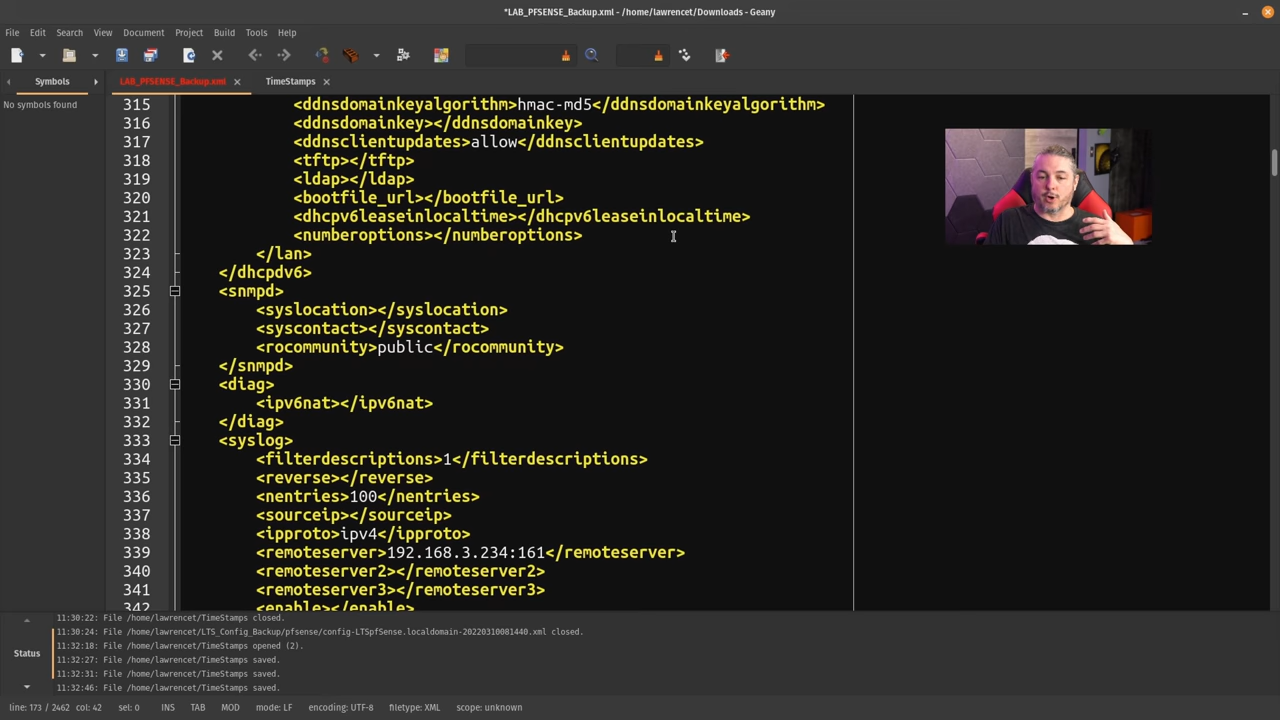 *LAB_PFSENSE_Backup.xml - /home/lawrencet/Downloads - Geany
File Edit Search View Document Project Build Tools Help
Symbols
LAB_PFSENSE_Backup.xml
TimeStamps
No symbols found
315 <ddnsdomainkeyalgorithm>hmac-md5</ddnsdomainkeyalgorithm>
316 <ddnsdomainkey></ddnsdomainkey>
317 <ddnsclientupdates>allow</ddnsclientupdates>
318 <tftp></tftp>
319 <ldap></ldap>
320 <bootfile_url></bootfile_url>
321 <dhcpv6leaseinlocaltime></dhcpv6leaseinlocaltime>
322 <numberoptions></numberoptions>
323 </lan>
324 </dhcpdv6>
325 <snmpd>
326 <syslocation></syslocation>
327 <syscontact></syscontact>
328 <rocommunity>public</rocommunity>
329 </snmpd>
330 <diag>
331 <ipv6nat></ipv6nat>
332 </diag>
333 <syslog>
334 <filterdescriptions>1</filterdescriptions>
335 <reverse></reverse>
336 <nentries>100</nentries>
337 <sourceip></sourceip>
338 <ipproto>ipv4</ipproto>
339 <remoteserver>192.168.3.234:161</remoteserver>
340 <remoteserver2></remoteserver2>
341 <remoteserver3></remoteserver3>
342 <enable></enable>
Status
11:30:22: File /home/lawrencet/TimeStamps closed.
11:30:24: File /home/lawrencet/LTS_Config_Backup/pfsense/config-LTSpfSense.localdomain-20220310081440.xml closed.
11:32:18: File /home/lawrencet/TimeStamps opened (2).
11:32:27: File /home/lawrencet/TimeStamps saved.
11:32:31: File /home/lawrencet/TimeStamps saved.
11:32:46: File /home/lawrencet/TimeStamps saved.
line: 173 / 2462 col: 42 sel: 0 INS TAB MOD mode: LF encoding: UTF-8 filetype: XML scope: unknown